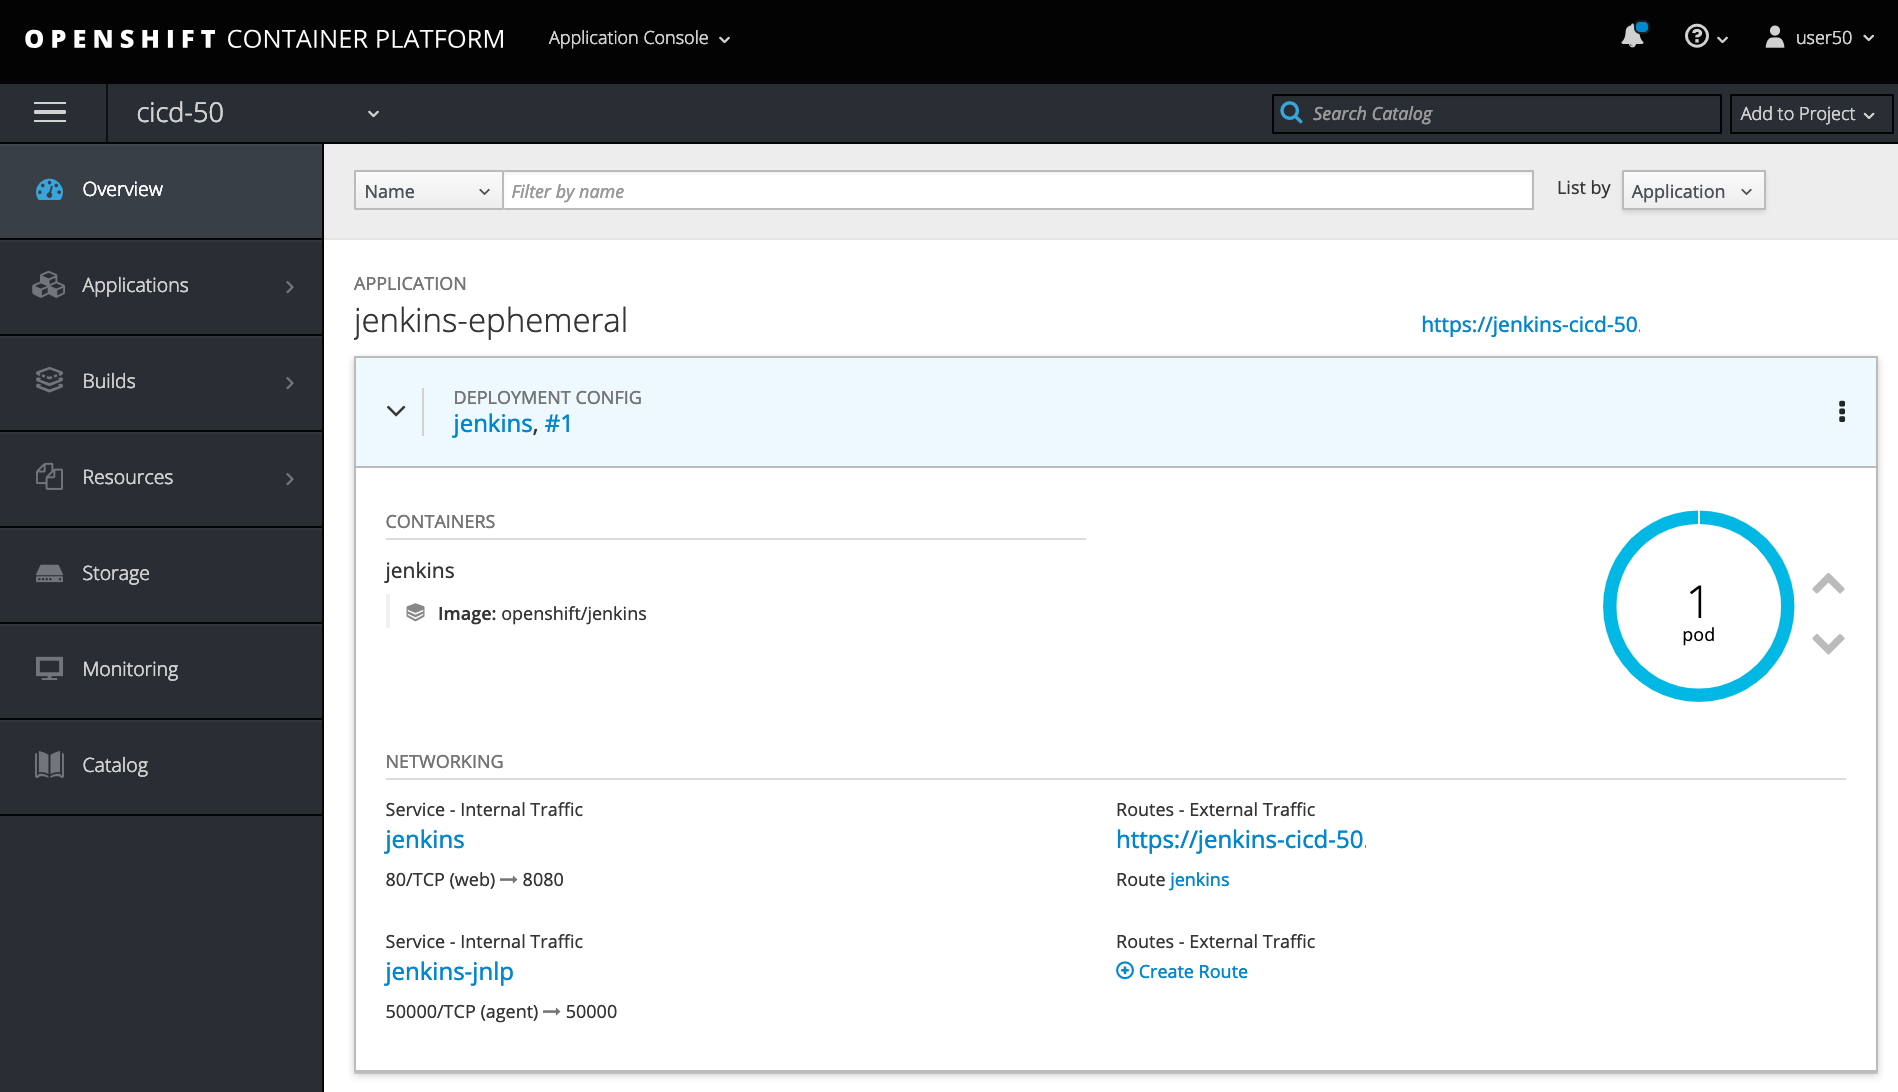 OPENSHIFT CONTAINER PLATFORM
Application Console
user50
cicd-50
Search Catalog
Add to Project
Overview
Applications
Builds
Resources
Storage
Monitoring
Catalog
Name
Filter by name
List by
Application
APPLICATION
jenkins-ephemeral
https://jenkins-cicd-50.
DEPLOYMENT CONFIG
jenkins, #1
CONTAINERS
jenkins
Image: openshift/jenkins
1
pod
NETWORKING
Service - Internal Traffic
jenkins
80/TCP (web) → 8080
Routes - External Traffic
https://jenkins-cicd-50.
Route jenkins
Service - Internal Traffic
jenkins-jnlp
50000/TCP (agent) → 50000
Routes - External Traffic
Create Route